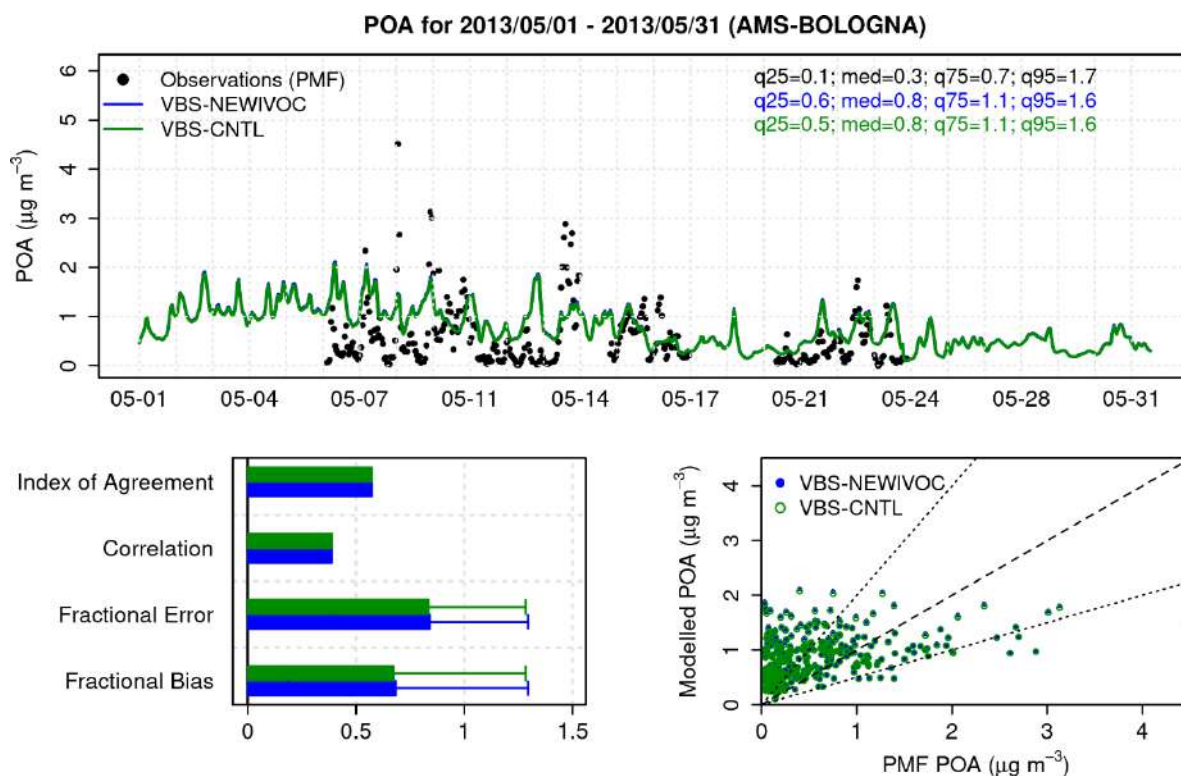 POA for 2013/05/01 - 2013/05/31 (AMS-BOLOGNA)
POA (µg m⁻³)
6
5
4
3
2
1
0
Observations (PMF)
VBS-NEWIVOC
VBS-CNTL
q25=0.1; med=0.3; q75=0.7; q95=1.7
q25=0.6; med=0.8; q75=1.1; q95=1.6
q25=0.5; med=0.8; q75=1.1; q95=1.6
05-01 05-04 05-07 05-11 05-14 05-17 05-21 05-24 05-28 05-31
Index of Agreement
Correlation
Fractional Error
Fractional Bias
0 0.5 1 1.5
Modelled POA (µg m⁻³)
4
3
2
1
0
VBS-NEWIVOC
VBS-CNTL
0 1 2 3 4
PMF POA (µg m⁻³)